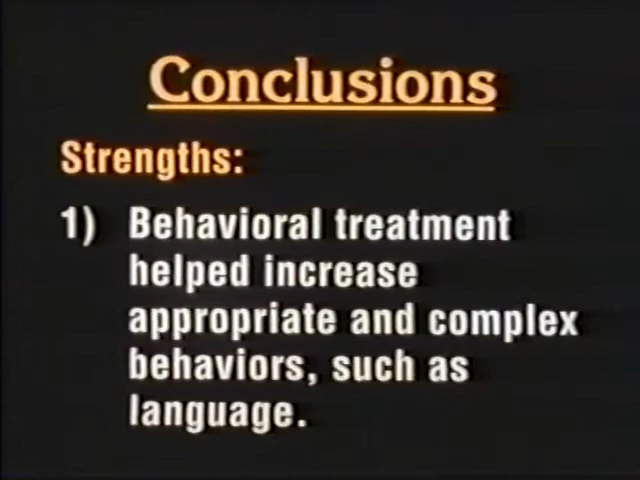 Conclusions
Strengths:
1) Behavioral treatment
helped increase
appropriate and complex
behaviors, such as
language.